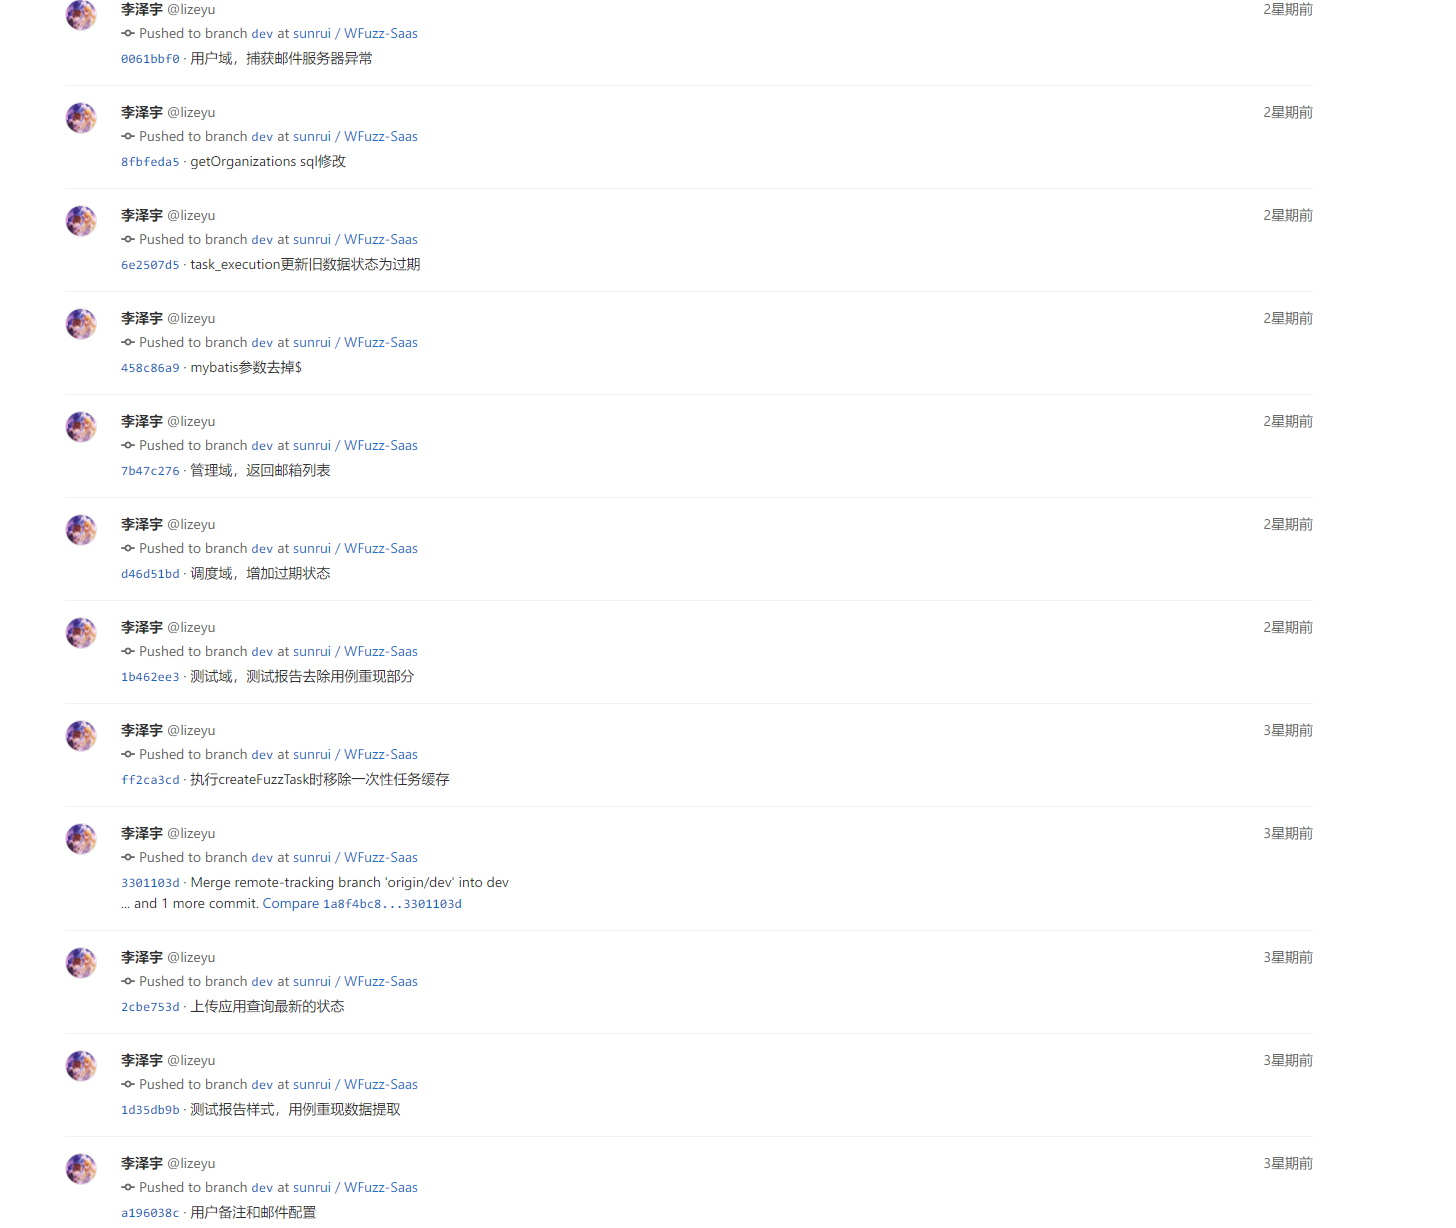 李泽宇 @lizeyu 2星期前
Pushed to branch dev at sunrui / WFuzz-Saas
0061bbf0 · 用户域，捕获邮件服务器异常
李泽宇 @lizeyu 2星期前
Pushed to branch dev at sunrui / WFuzz-Saas
8fbfeda5 · getOrganizations sql修改
李泽宇 @lizeyu 2星期前
Pushed to branch dev at sunrui / WFuzz-Saas
6e2507d5 · task_execution更新旧数据状态为过期
李泽宇 @lizeyu 2星期前
Pushed to branch dev at sunrui / WFuzz-Saas
458c86a9 · mybatis参数去掉$
李泽宇 @lizeyu 2星期前
Pushed to branch dev at sunrui / WFuzz-Saas
7b47c276 · 管理域，返回邮箱列表
李泽宇 @lizeyu 2星期前
Pushed to branch dev at sunrui / WFuzz-Saas
d46d51bd · 调度域，增加过期状态
李泽宇 @lizeyu 2星期前
Pushed to branch dev at sunrui / WFuzz-Saas
1b462ee3 · 测试域，测试报告去除用例重现部分
李泽宇 @lizeyu 3星期前
Pushed to branch dev at sunrui / WFuzz-Saas
ff2ca3cd · 执行createFuzzTask时移除一次性任务缓存
李泽宇 @lizeyu 3星期前
Pushed to branch dev at sunrui / WFuzz-Saas
3301103d · Merge remote-tracking branch 'origin/dev' into dev
... and 1 more commit. Compare 1a8f4bc8...3301103d
李泽宇 @lizeyu 3星期前
Pushed to branch dev at sunrui / WFuzz-Saas
2cbe753d · 上传应用查询最新的状态
李泽宇 @lizeyu 3星期前
Pushed to branch dev at sunrui / WFuzz-Saas
1d35db9b · 测试报告样式，用例重现数据提取
李泽宇 @lizeyu 3星期前
Pushed to branch dev at sunrui / WFuzz-Saas
a196038c · 用户备注和邮件配置